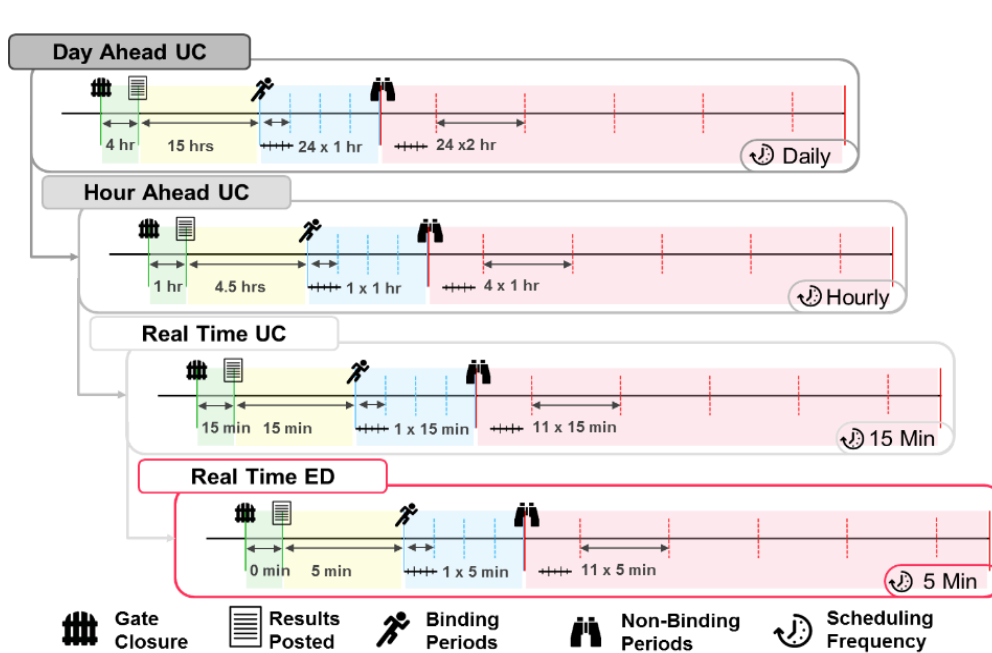 Day Ahead UC
4 hr
15 hrs
24 x 1 hr
24 x2 hr
Daily
Hour Ahead UC
1 hr
4.5 hrs
1 x 1 hr
4 x 1 hr
Hourly
Real Time UC
15 min
15 min
1 x 15 min
11 x 15 min
15 Min
Real Time ED
0 min
5 min
1 x 5 min
11 x 5 min
5 Min
Gate
Closure
Results
Posted
Binding
Periods
Non-Binding
Periods
Scheduling
Frequency